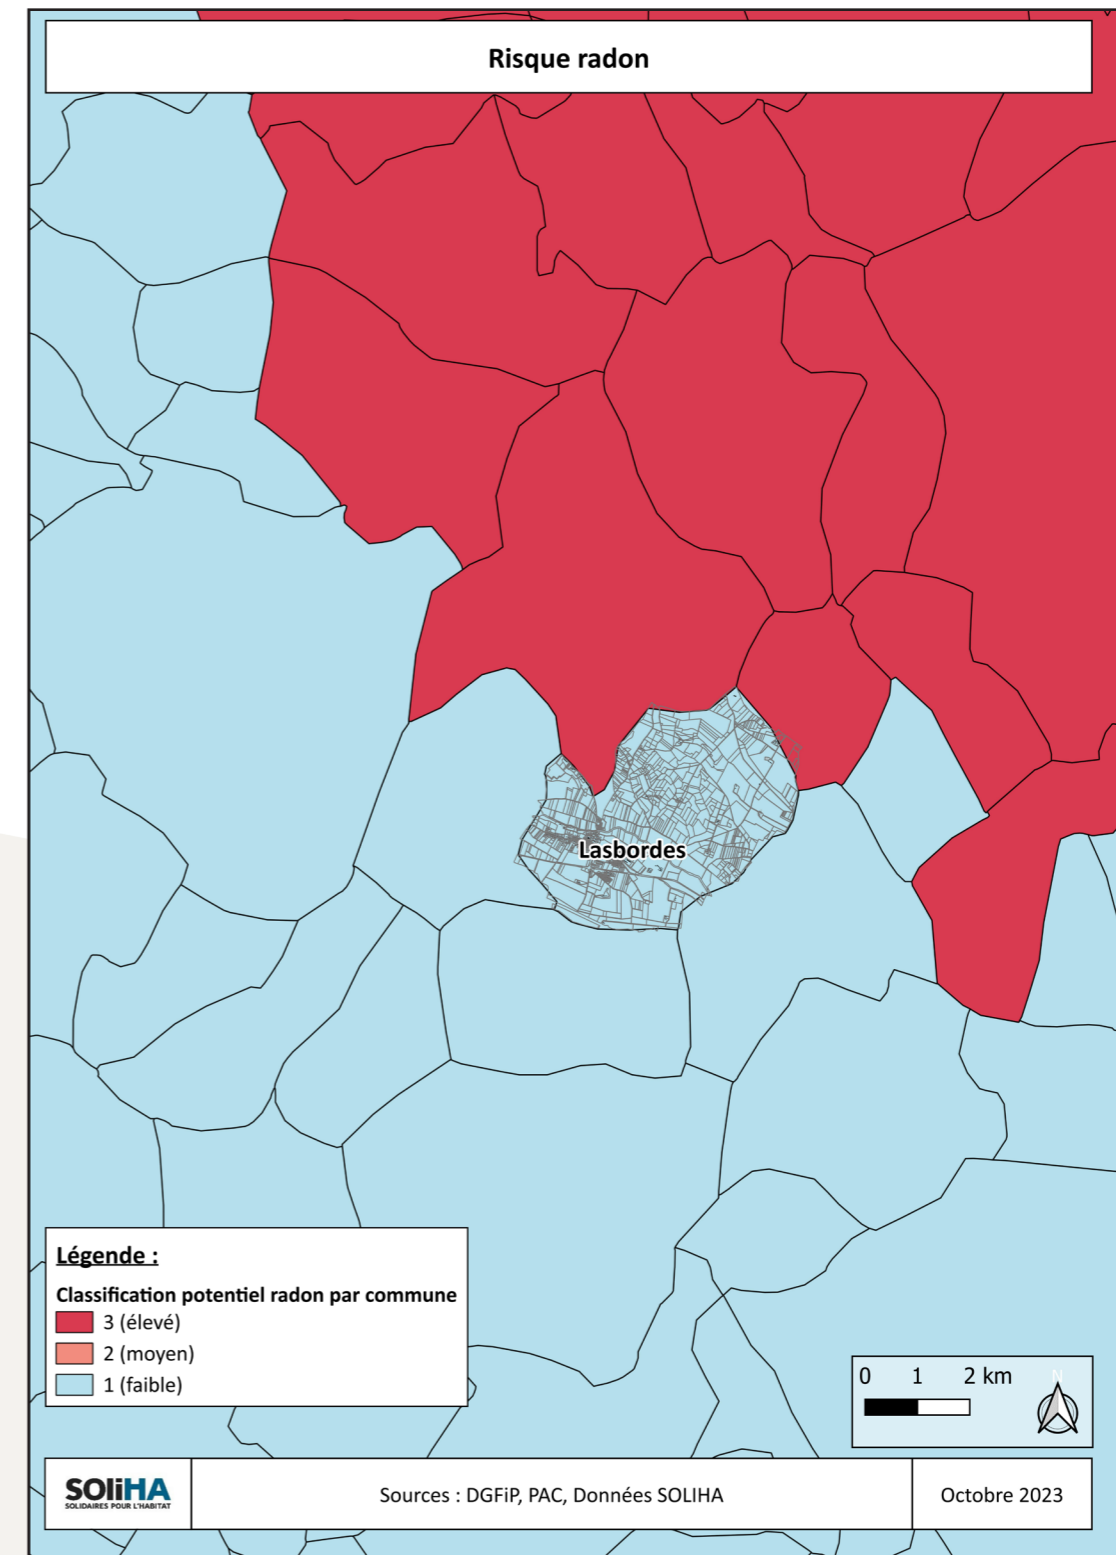 Risque radon
Lasbordes
Légende :
Classification potentiel radon par commune
3 (élevé)
2 (moyen)
1 (faible)
0 1 2 km
N
SOLiHA
SOLIDAIRES POUR L'HABITAT
Sources : DGFiP, PAC, Données SOLIHA
Octobre 2023